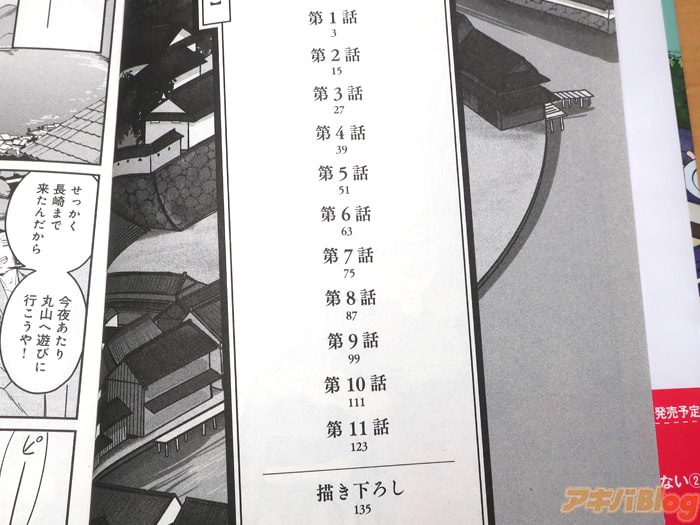 第1話
3
第2話
15
第3話
27
第4話
39
第5話
51
第6話
63
第7話
75
第8話
87
第9話
99
第10話
111
第11話
123
描き下ろし
135
せっかく
長崎まで
来たんだから
今夜あたり
丸山へ遊びに
行こうや!
ピ
発売予定
ない②
アキバBlog